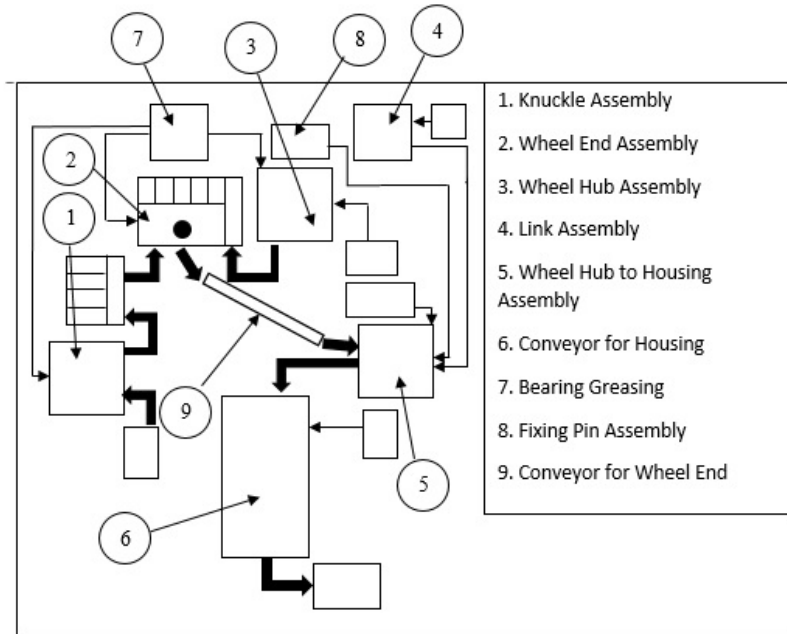 7
3
8
4
2
1
9
5
6
1. Knuckle Assembly
2. Wheel End Assembly
3. Wheel Hub Assembly
4. Link Assembly
5. Wheel Hub to Housing
Assembly
6. Conveyor for Housing
7. Bearing Greasing
8. Fixing Pin Assembly
9. Conveyor for Wheel End